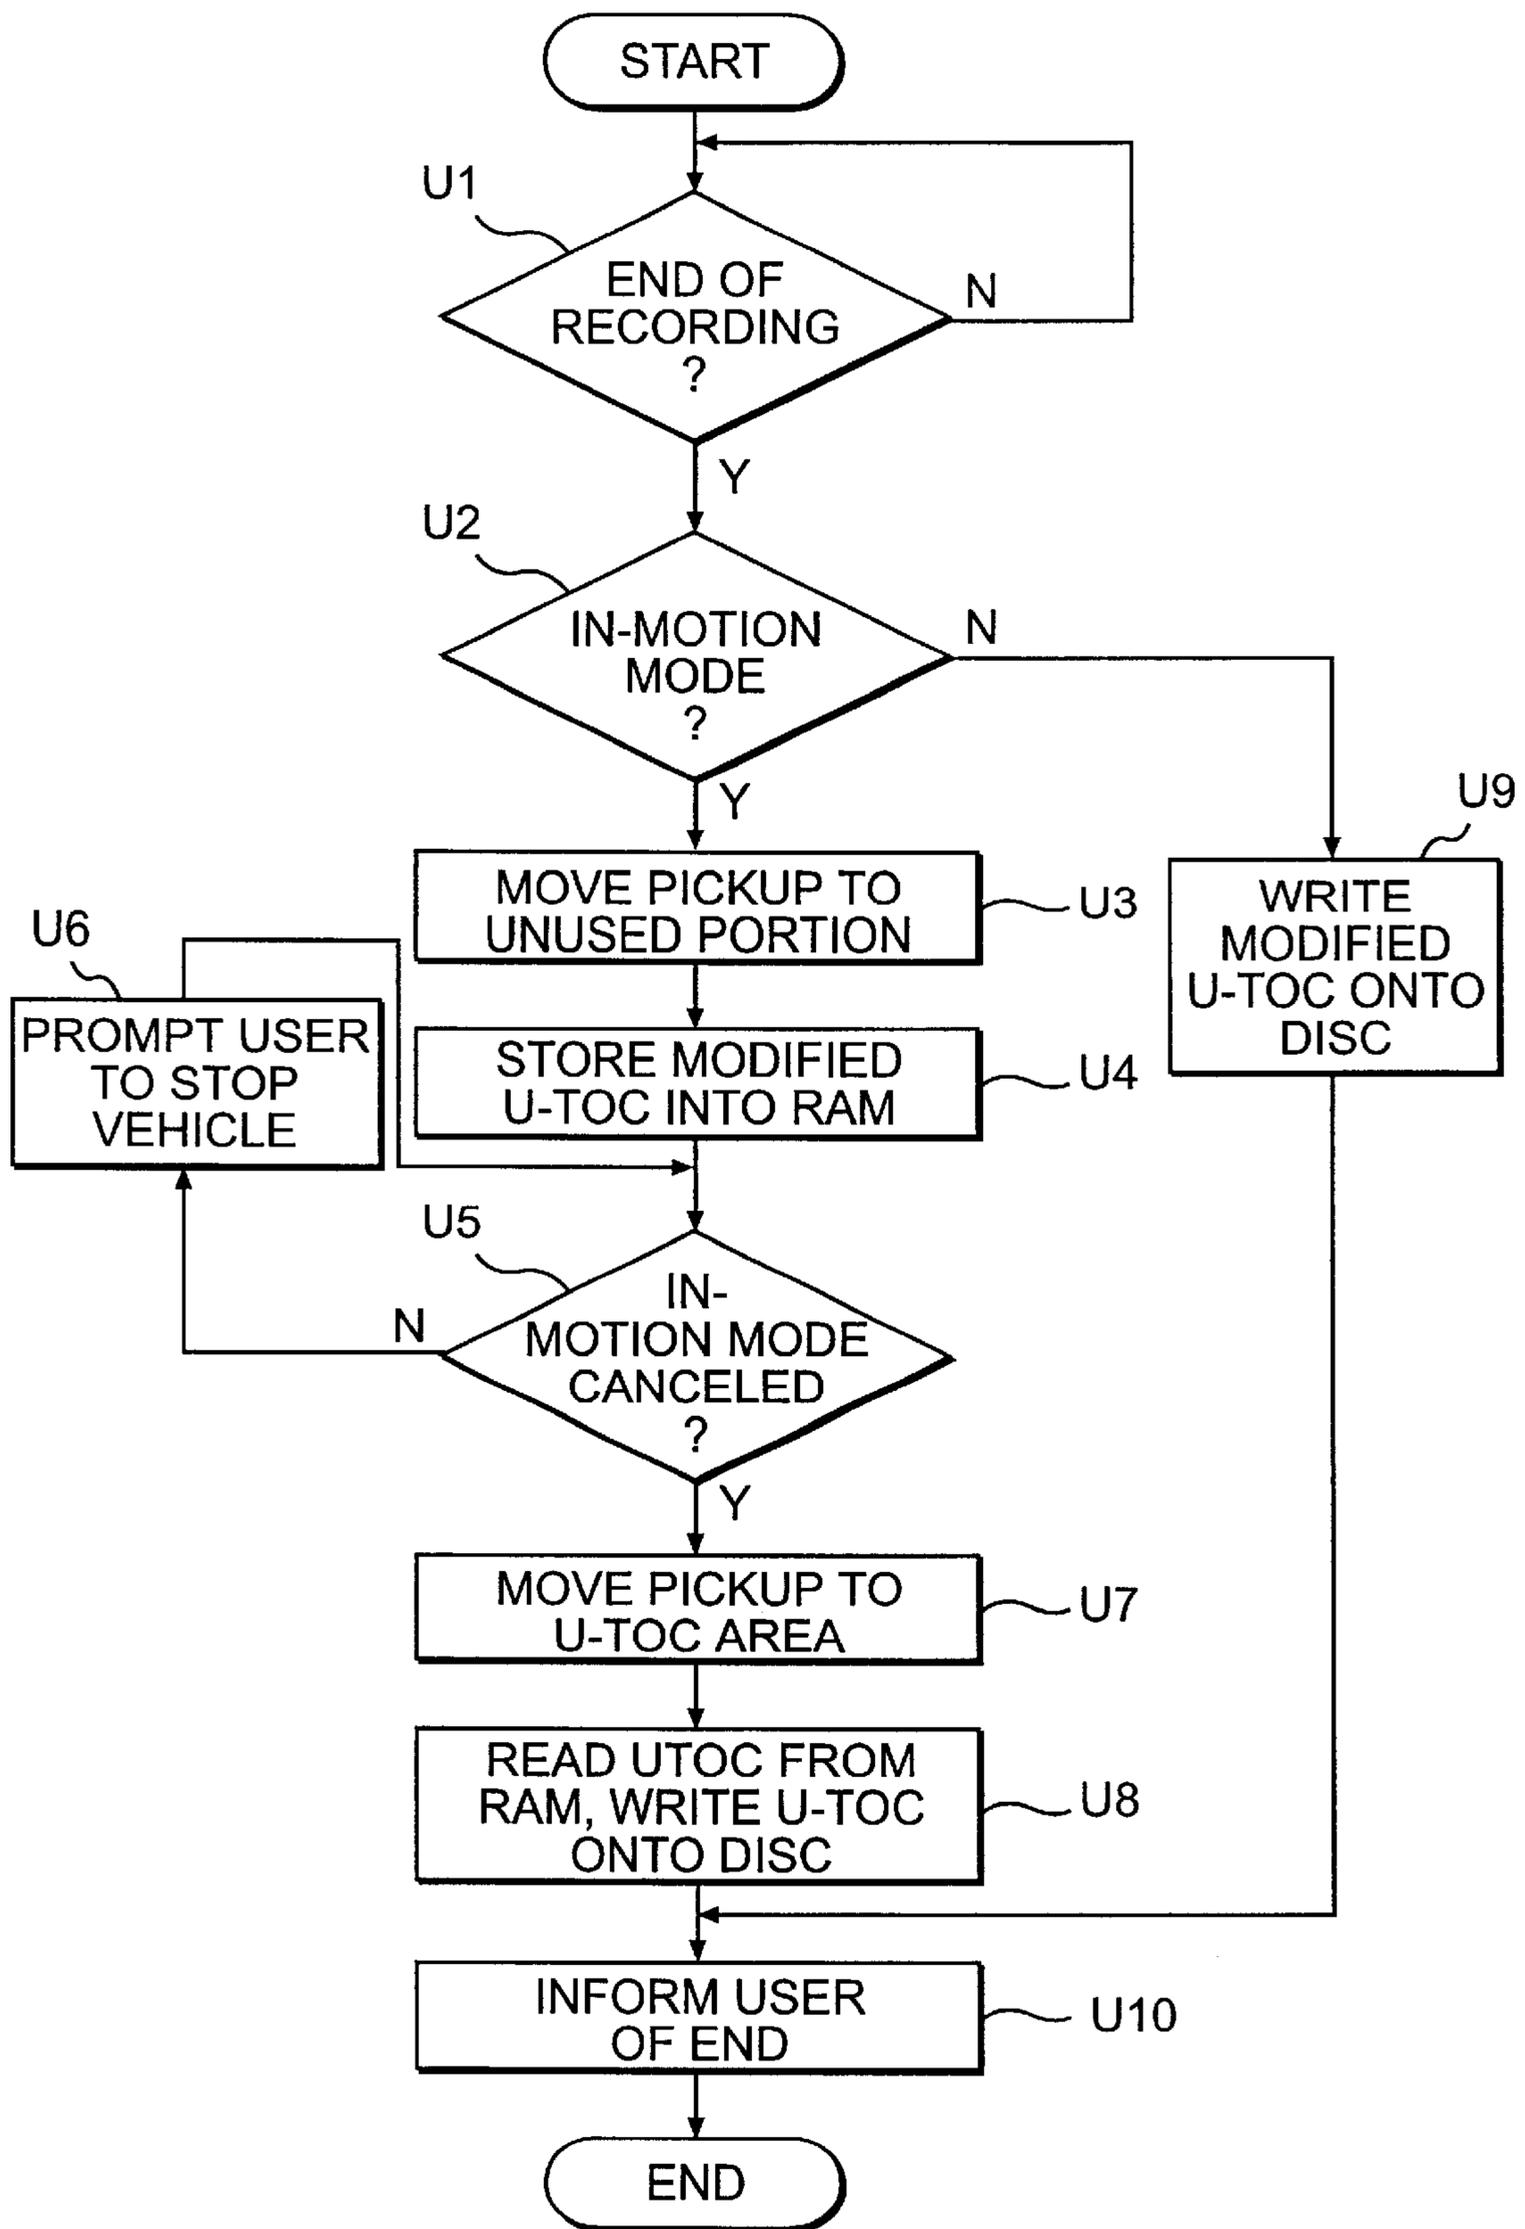 START
U1
END OF
RECORDING
?
N
Y
U2
IN-MOTION
MODE
?
N
Y
U9
WRITE
MODIFIED
U-TOC ONTO
DISC
MOVE PICKUP TO
UNUSED PORTION
U3
U6
PROMPT USER
TO STOP
VEHICLE
STORE MODIFIED
U-TOC INTO RAM
U4
U5
IN-
MOTION MODE
CANCELED
?
N
Y
MOVE PICKUP TO
U-TOC AREA
U7
READ UTOC FROM
RAM, WRITE U-TOC
ONTO DISC
U8
INFORM USER
OF END
U10
END